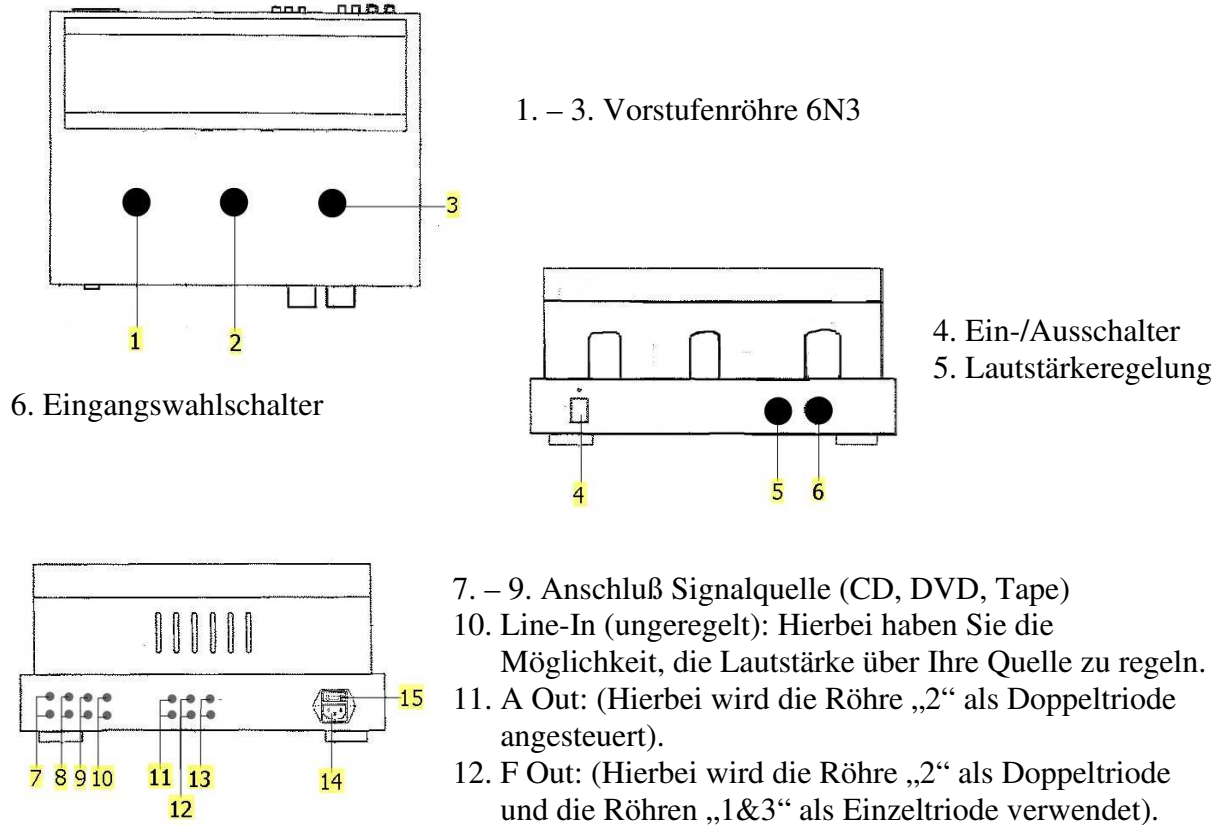 1. – 3. Vorstufenröhre 6N3
3
1 2
4. Ein-/Ausschalter
5. Lautstärkeregelung
6. Eingangswahlschalter
4 5 6
7. – 9. Anschluß Signalquelle (CD, DVD, Tape)
10. Line-In (ungeregelt): Hierbei haben Sie die
Möglichkeit, die Lautstärke über Ihre Quelle zu regeln.
11. A Out: (Hierbei wird die Röhre „2“ als Doppeltriode
angesteuert).
12. F Out: (Hierbei wird die Röhre „2“ als Doppeltriode
und die Röhren „1&3“ als Einzeltriode verwendet).
15
7 8 9 10 11 13 14
12